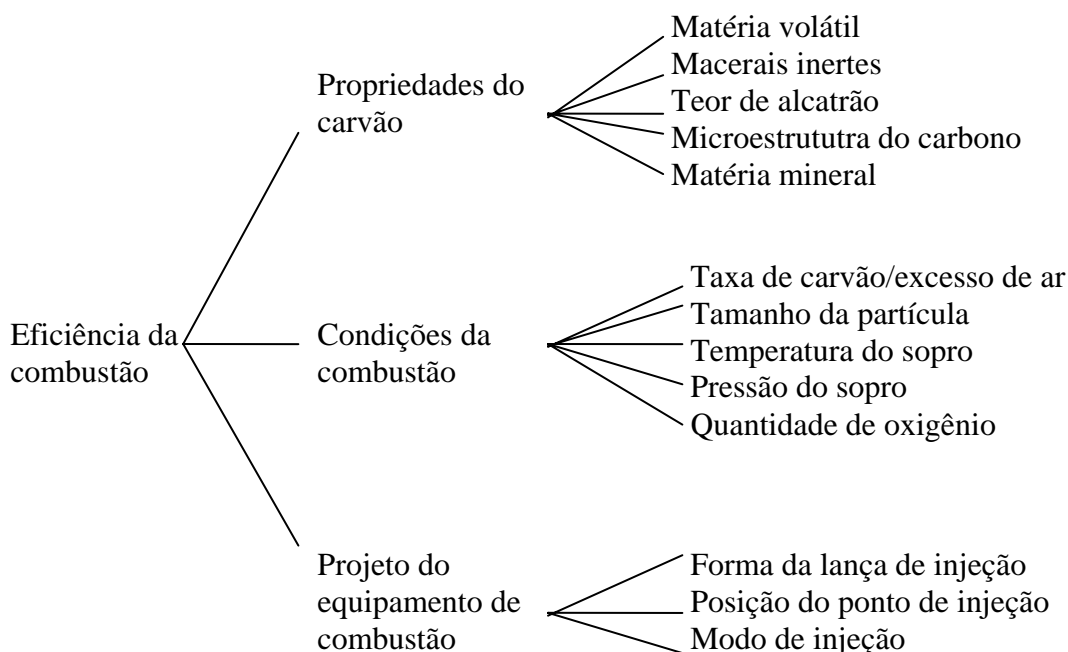 Eficiência da
combustão
Propriedades do
carvão
Matéria volátil
Macerais inertes
Teor de alcatrão
Microestrututra do carbono
Matéria mineral
Condições da
combustão
Taxa de carvão/excesso de ar
Tamanho da partícula
Temperatura do sopro
Pressão do sopro
Quantidade de oxigênio
Projeto do
equipamento de
combustão
Forma da lança de injeção
Posição do ponto de injeção
Modo de injeção